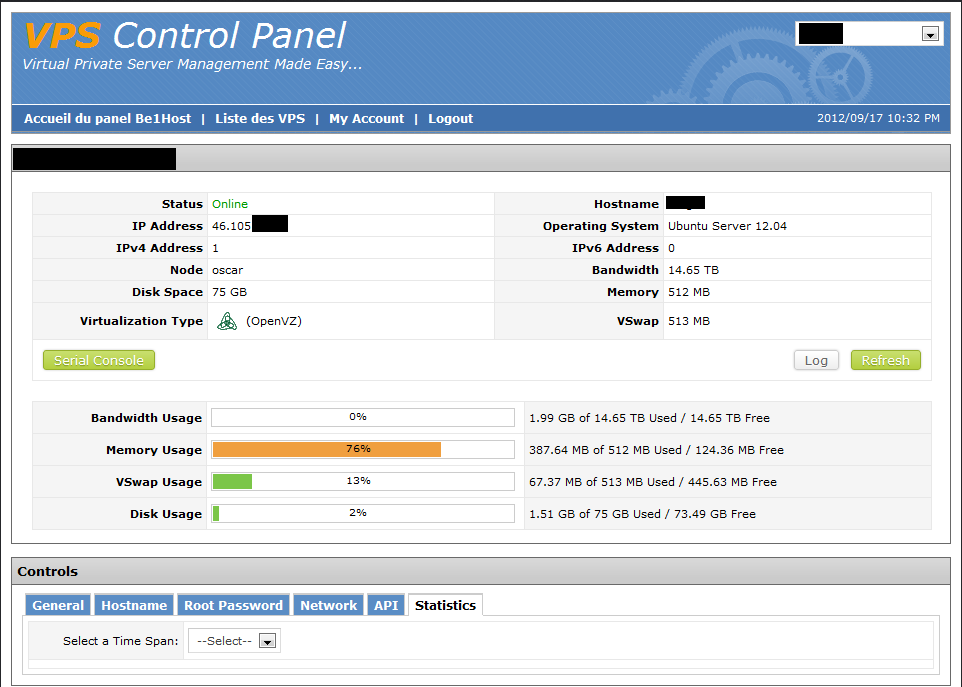 VPS Control Panel
Virtual Private Server Management Made Easy...
Accueil du panel Be1Host | Liste des VPS | My Account | Logout 2012/09/17 10:32 PM
Status Online Hostname
IP Address 46.105 Operating System Ubuntu Server 12.04
IPv4 Address 1 IPv6 Address 0
Node oscar Bandwidth 14.65 TB
Disk Space 75 GB Memory 512 MB
Virtualization Type (OpenVZ) VSwap 513 MB
Serial Console Log Refresh
Bandwidth Usage 0% 1.99 GB of 14.65 TB Used / 14.65 TB Free
Memory Usage 76% 387.64 MB of 512 MB Used / 124.36 MB Free
VSwap Usage 13% 67.37 MB of 513 MB Used / 445.63 MB Free
Disk Usage 2% 1.51 GB of 75 GB Used / 73.49 GB Free
Controls
General Hostname Root Password Network API Statistics
Select a Time Span: --Select--